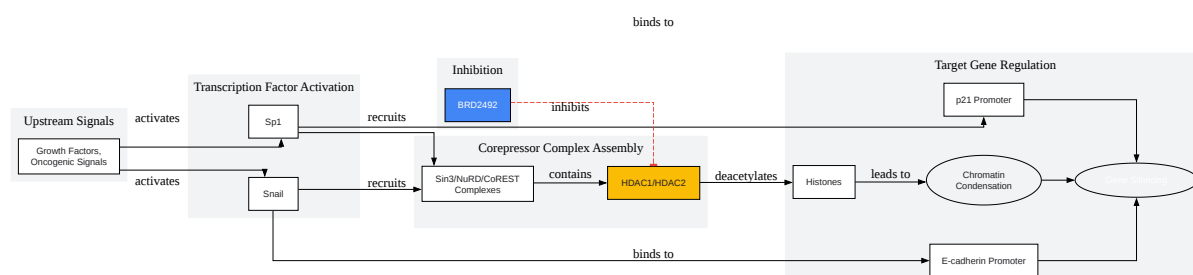 binds to
Target Gene Regulation
Inhibition
Transcription Factor Activation
p21 Promoter
BRD2492
inhibits
Upstream Signals
activates
Sp1
recruits
Corepressor Complex Assembly
Growth Factors,
Oncogenic Signals
activates
Snail
recruits
Sin3/NuRD/CoREST
Complexes
contains
HDAC1/HDAC2
deacetylates
Histones
leads to
Chromatin
Condensation
binds to
E-cadherin Promoter